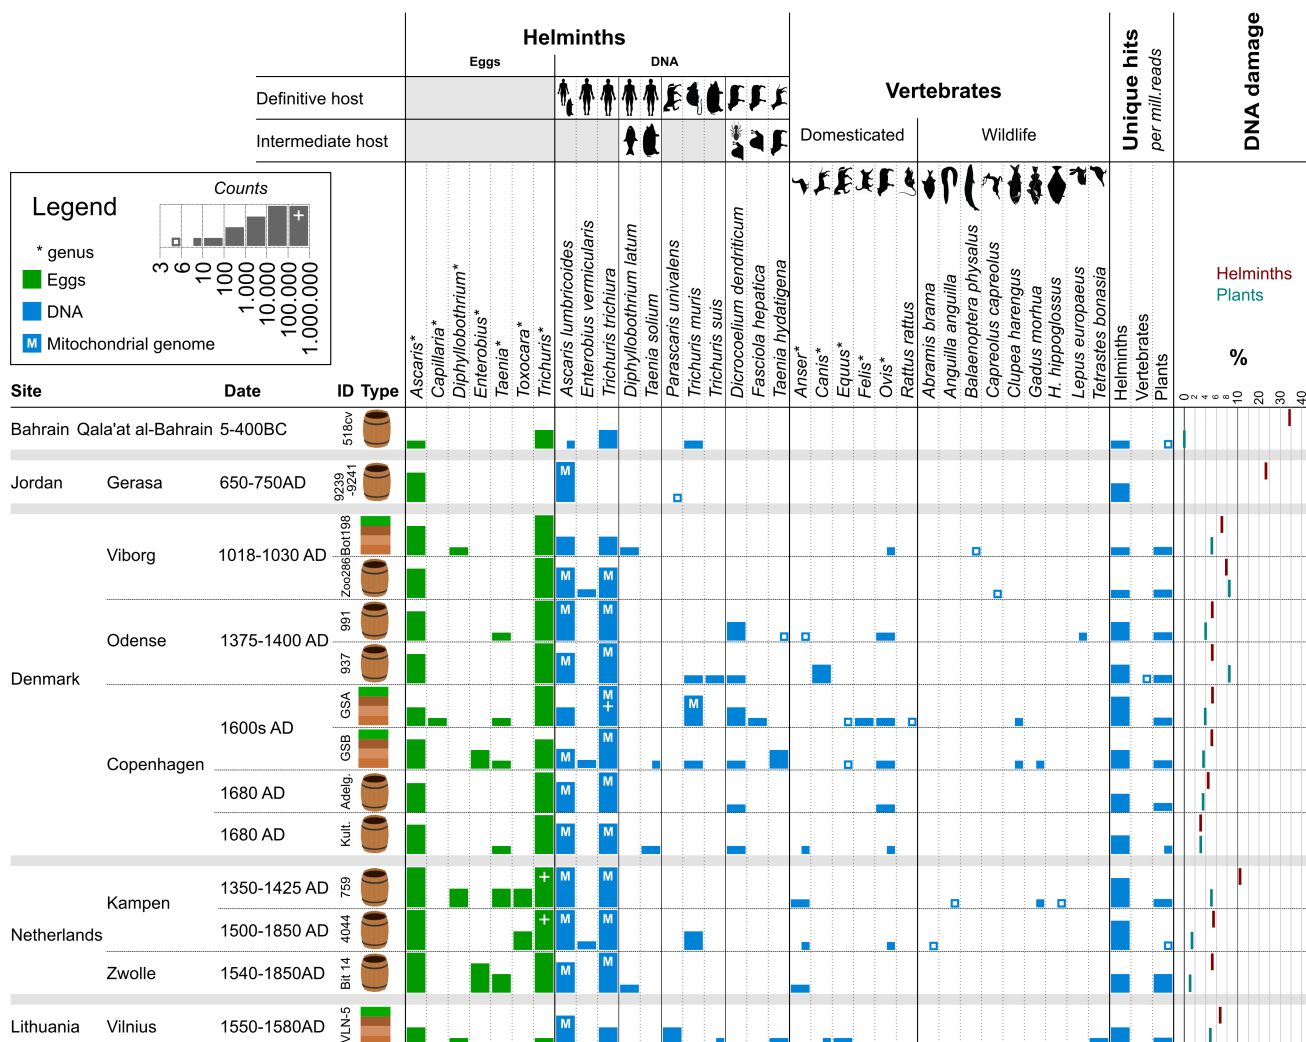 Helminths
Eggs
DNA
Definitive host
Intermediate host
Vertebrates
Domesticated
Wildlife
Unique hits
per mill.reads
DNA damage
Legend
Counts
+
3
6
10
100
1.000
10.000
100.000
1.000.000
* genus
Eggs
DNA
M Mitochondrial genome
Helminths
Plants
%
Site Date ID Type
Ascaris*
Capillaria*
Diphyllobothrium*
Enterobius*
Taenia*
Toxocara*
Trichuris*
Ascaris lumbricoides
Enterobius vermicularis
Trichuris trichiura
Diphyllobothrium latum
Taenia solium
Parascaris univalens
Trichuris muris
Trichuris suis
Dicrocoelium dendriticum
Fasciola hepatica
Taenia hydatigena
Anser*
Canis*
Equus*
Felis*
Ovis*
Rattus rattus
Abramis brama
Anguilla anguilla
Balaenoptera physalus
Capreolus capreolus
Clupea harengus
Gadus morhua
H. hippoglossus
Lepus europaeus
Tetrastes bonasia
Helminths
Vertebrates
Plants
0 2 4 6 8 10 20 30 40
Bahrain Qala'at al-Bahrain 5-400BC 518cv
Jordan Gerasa 650-750AD 9239
-9241
M
Denmark
Viborg 1018-1030 AD Bot198
Zoo286 M M
Odense 1375-1400 AD 991 M M
937 M M
Copenhagen
1600s AD GSA M + M
GSB M M
1680 AD Adelg. M M
1680 AD Kult. M M
Netherlands
Kampen 1350-1425 AD 759 + M M
1500-1850 AD 4044 + M M
Zwolle 1540-1850AD Bit 14 M M
Lithuania Vilnius 1550-1580AD VLN-5 M